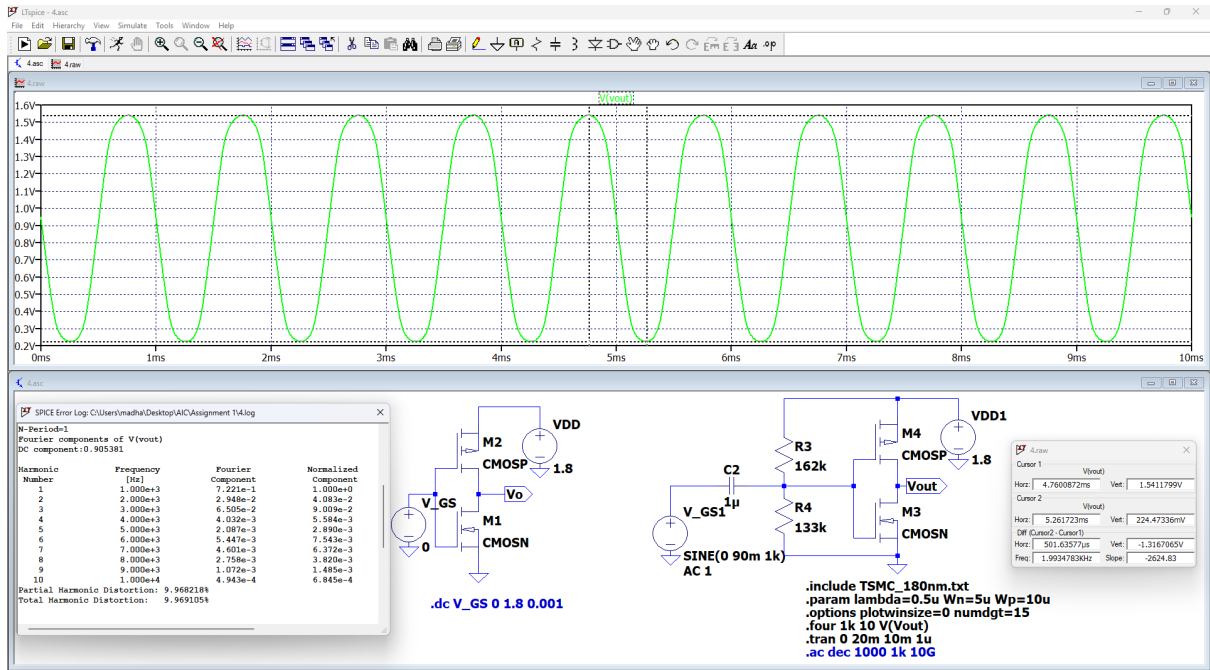 LTspice - 4.asc
File Edit Hierarchy View Simulate Tools Window Help
4.asc 4.raw
4.raw
V(vout)
1.6V
1.5V
1.4V
1.3V
1.2V
1.1V
1.0V
0.9V
0.8V
0.7V
0.6V
0.5V
0.4V
0.3V
0.2V
0ms 1ms 2ms 3ms 4ms 5ms 6ms 7ms 8ms 9ms 10ms
4.asc
SPICE Error Log: C:\Users\madha\Desktop\AIC\Assignment 1\4.log
N-Period=1
Fourier components of V(vout)
DC component:0.905381
Harmonic Frequency Fourier Normalized
Number [Hz] Component Component
1 1.000e+3 7.221e-1 1.000e+0
2 2.000e+3 2.948e-2 4.083e-2
3 3.000e+3 6.505e-2 9.009e-2
4 4.000e+3 4.032e-3 5.584e-3
5 5.000e+3 2.087e-3 2.890e-3
6 6.000e+3 5.447e-3 7.543e-3
7 7.000e+3 4.601e-3 6.372e-3
8 8.000e+3 2.758e-3 3.820e-3
9 9.000e+3 1.072e-3 1.485e-3
10 1.000e+4 4.943e-4 6.845e-4
Partial Harmonic Distortion: 9.968218%
Total Harmonic Distortion: 9.969105%
VDD
M2
CMOSP
1.8
V_GS
Vo
M1
0
CMOSN
.dc V_GS 0 1.8 0.001
VDD1
M4
R3
162k
CMOSP
1.8
C2
1µ
Vout
V_GS1
R4
133k
M3
CMOSN
SINE(0 90m 1k)
AC 1
.include TSMC_180nm.txt
.param lambda=0.5u Wn=5u Wp=10u
.options plotwinsize=0 numdgt=15
.four 1k 10 V(Vout)
.tran 0 20m 10m 1u
.ac dec 1000 1k 10G
4.raw
Cursor 1
V(vout)
Horz: 4.7600872ms Vert: 1.5411799V
Cursor 2
V(vout)
Horz: 5.261723ms Vert: 224.47336mV
Diff (Cursor2 - Cursor1)
Horz: 501.63577µs Vert: -1.3167065V
Freq: 1.9934783KHz Slope: -2624.83